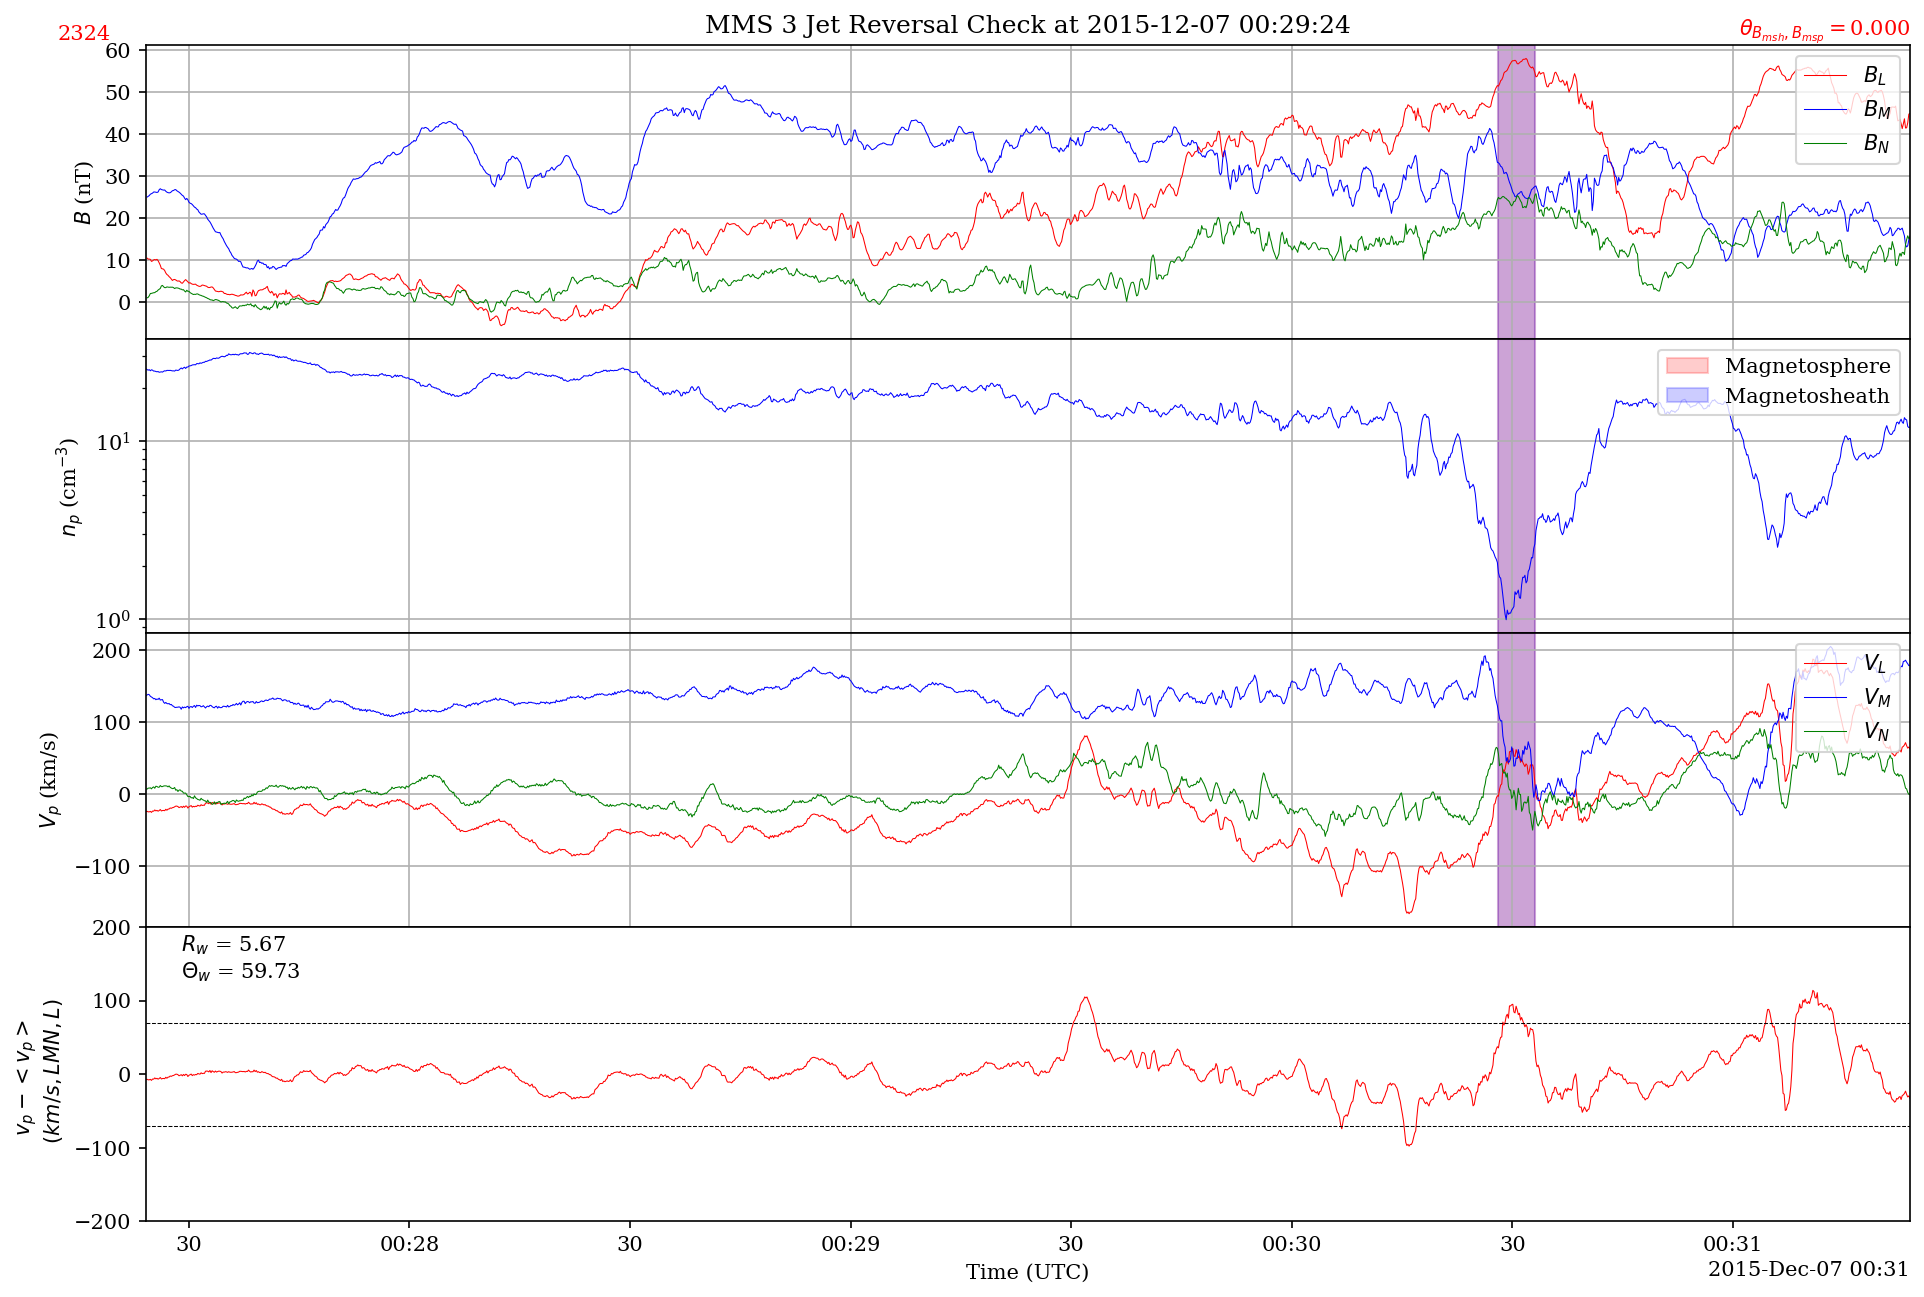 MMS 3 Jet Reversal Check at 2015-12-07 00:29:24
2324
θ_{B_{msh}, B_{msp}} = 0.000
60
50
40
30
20
10
0
B (nT)
B_L
B_M
B_N
10^1
10^0
n_p (cm^{-3})
Magnetosphere
Magnetosheath
200
100
0
−100
V_p (km/s)
V_L
V_M
V_N
200
100
0
−100
−200
v_p − < v_p >
(km/s, LMN, L)
R_w = 5.67
Θ_w = 59.73
30 00:28 30 00:29 30 00:30 30 00:31
Time (UTC)
2015-Dec-07 00:31